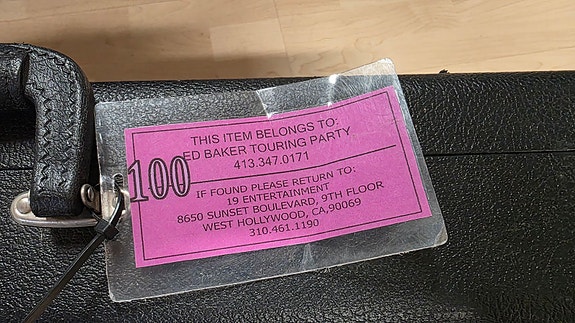 THIS ITEM BELONGS TO:
ED BAKER TOURING PARTY
413.347.0171
100
IF FOUND PLEASE RETURN TO:
19 ENTERTAINMENT
8650 SUNSET BOULEVARD, 9TH FLOOR
WEST HOLLYWOOD, CA,90069
310.461.1190